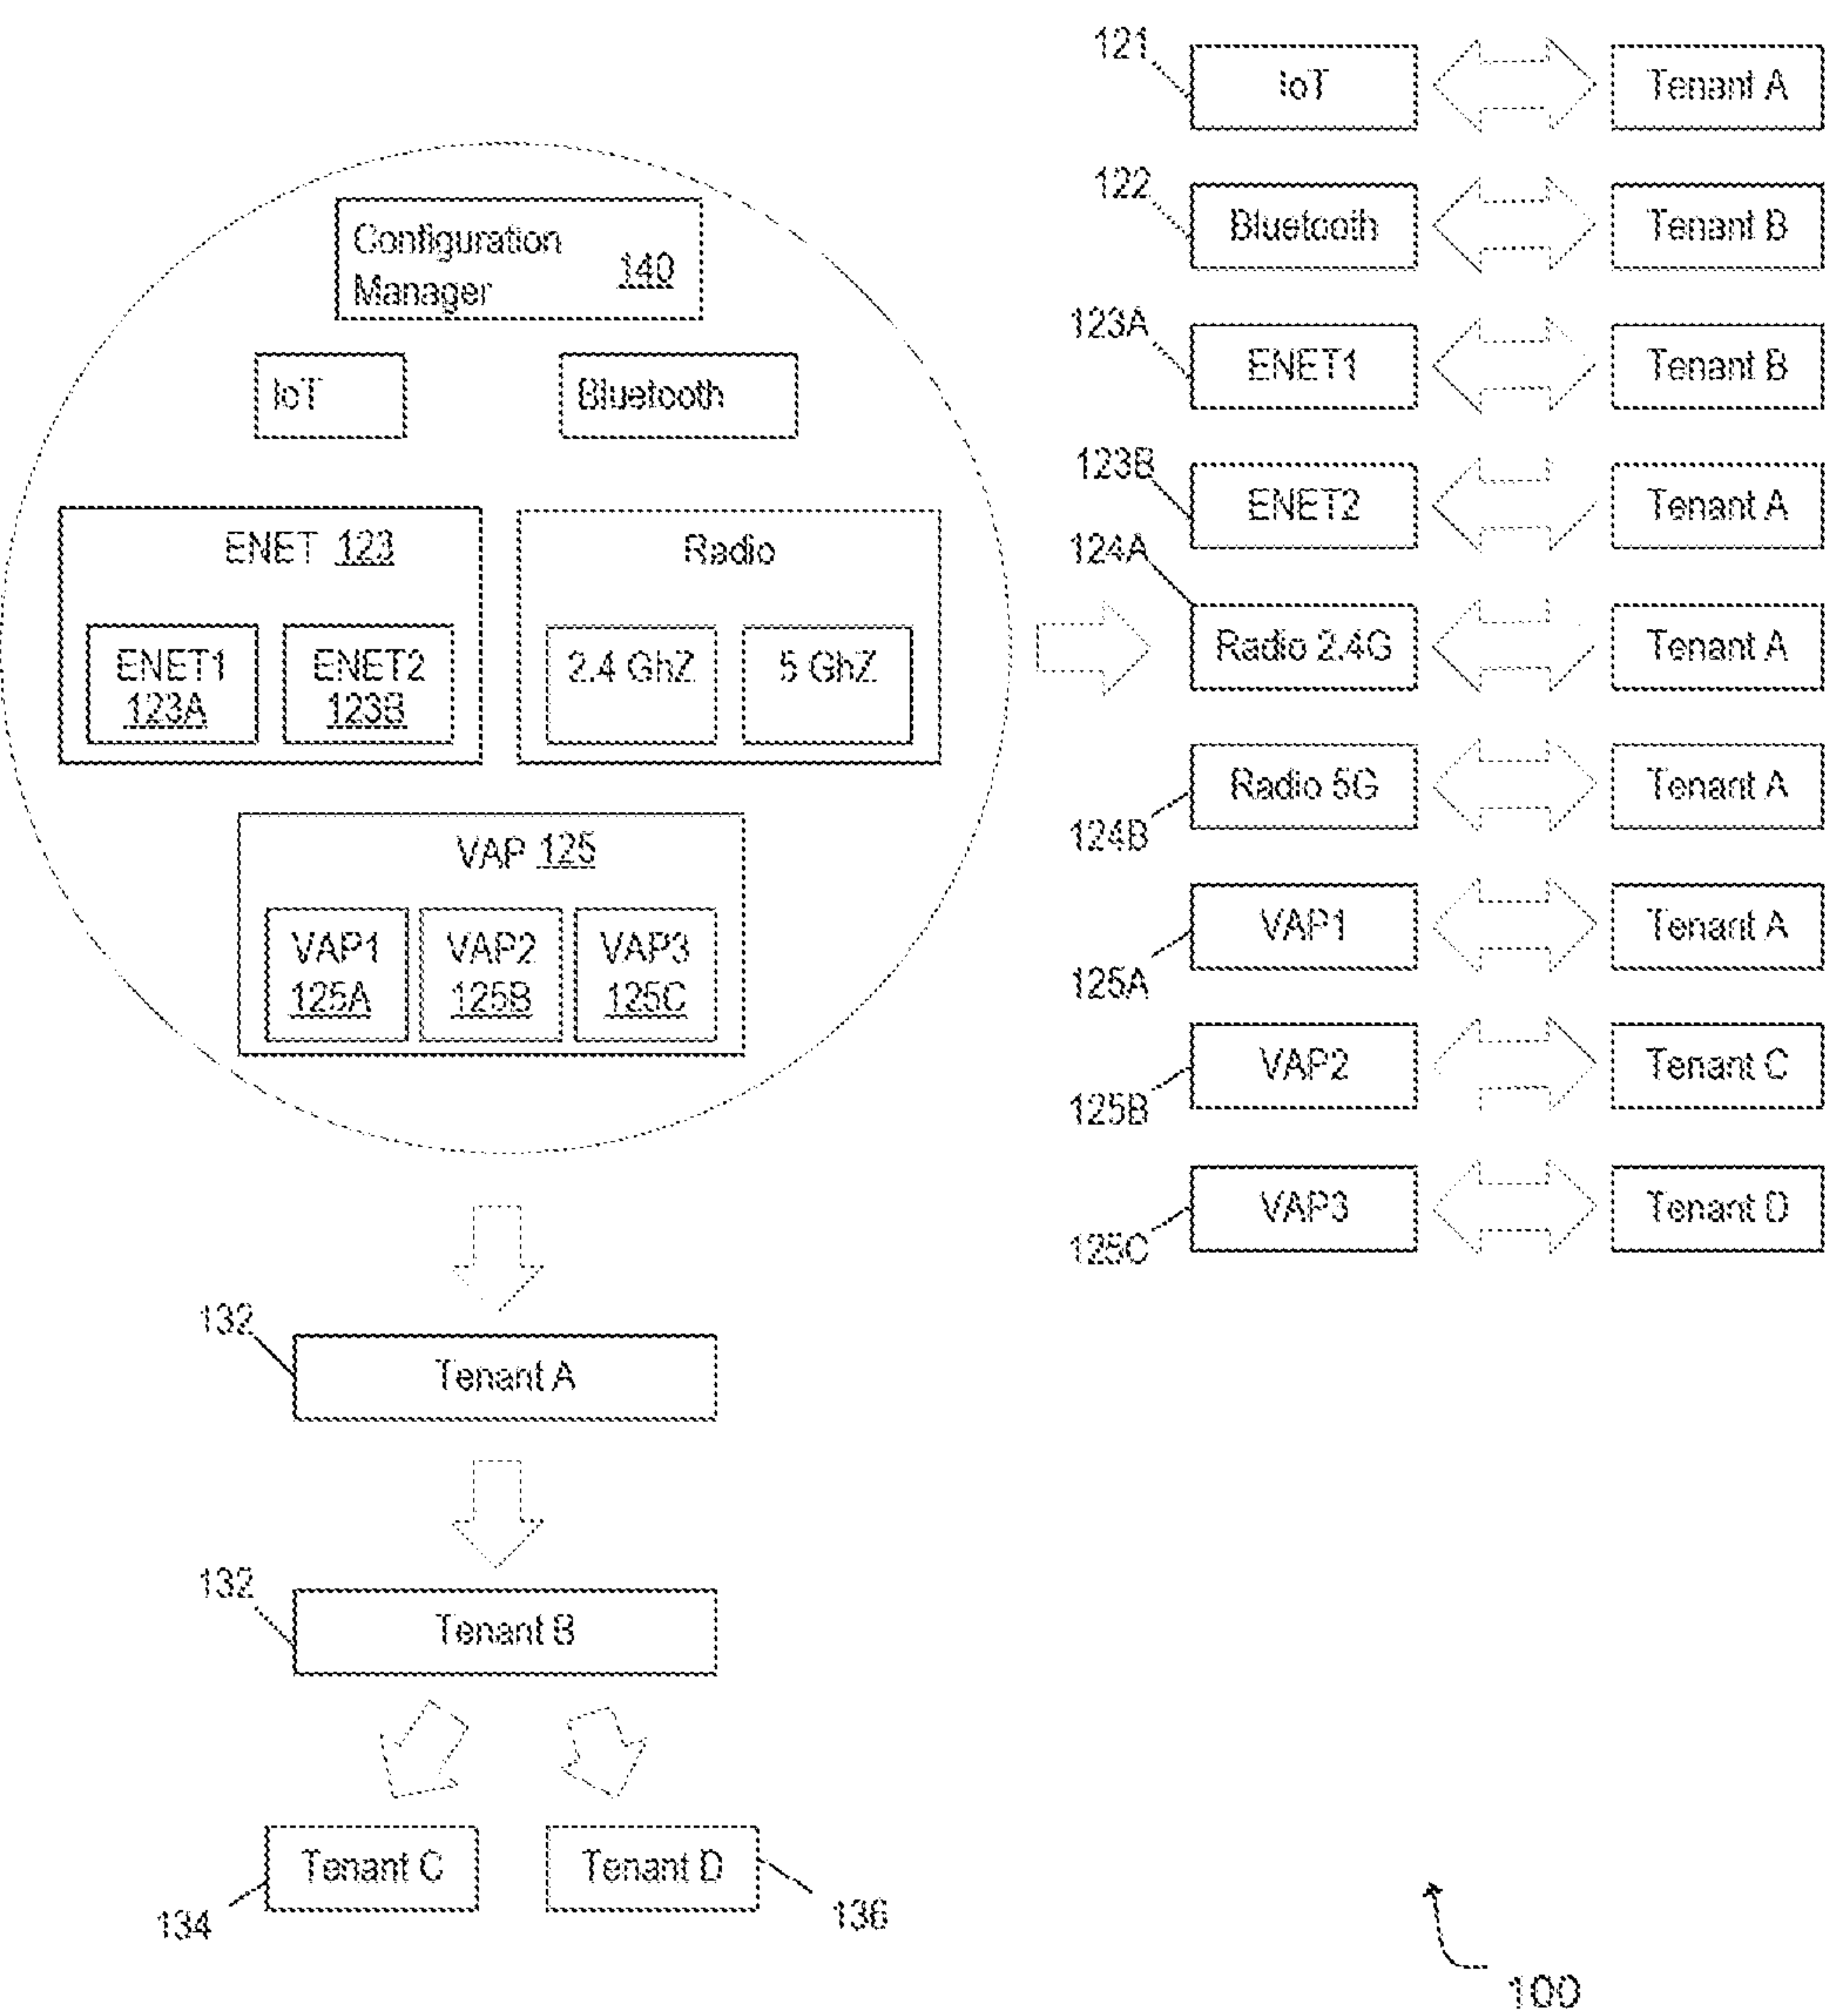 Configuration
Manager 140
IoT
Bluetooth
ENET 123
ENET1
123A
ENET2
123B
Radio
2.4 GhZ
5 GhZ
VAP 125
VAP1
125A
VAP2
125B
VAP3
125C
121
IoT
Tenant A
122
Bluetooth
Tenant B
123A
ENET1
Tenant B
123B
ENET2
Tenant A
124A
Radio 2.4G
Tenant A
Radio 5G
Tenant A
124B
VAP1
Tenant A
125A
VAP2
Tenant C
125B
VAP3
Tenant D
125C
132
Tenant A
132
Tenant B
Tenant C
Tenant D
134
136
100